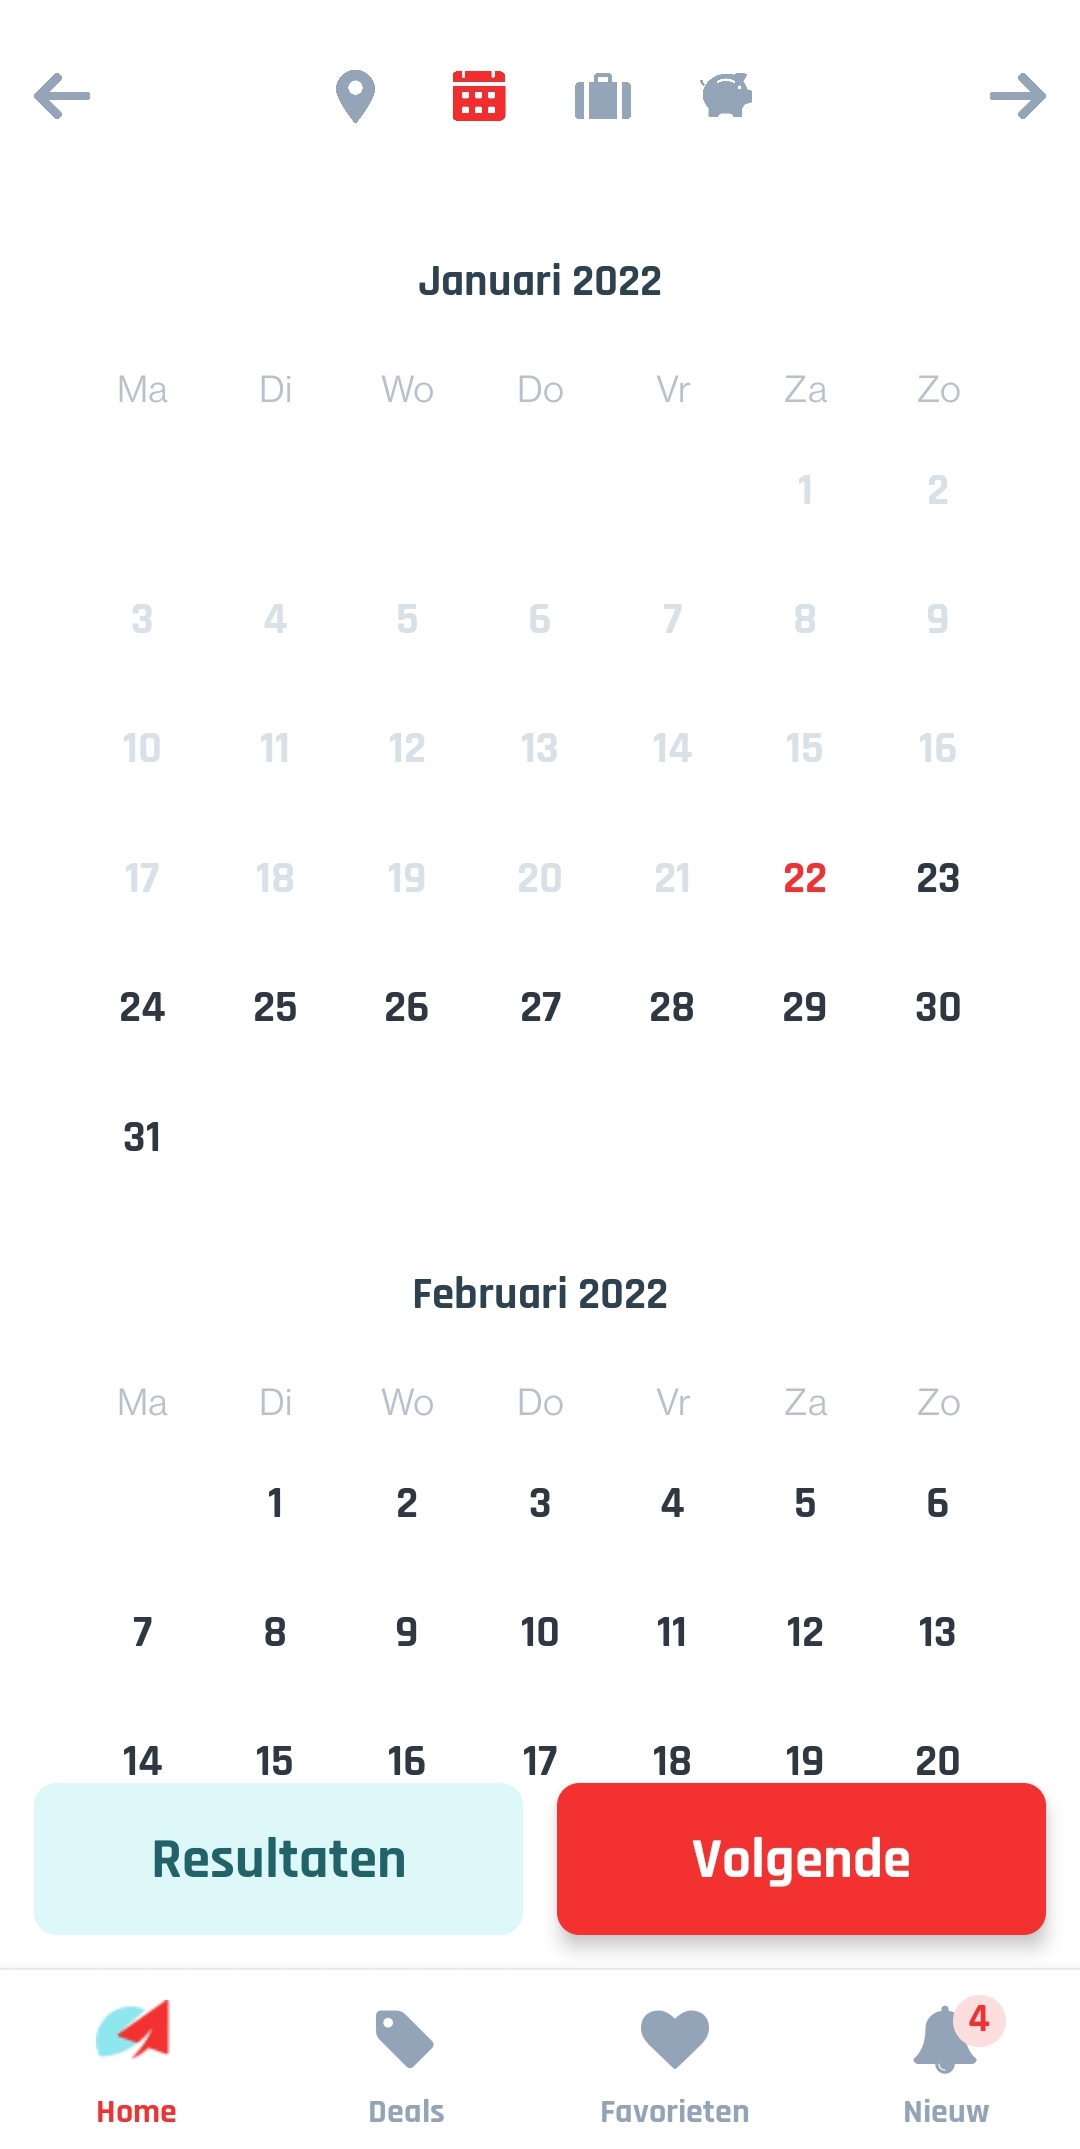 Januari 2022
Ma Di Wo Do Vr Za Zo
1 2
3 4 5 6 7 8 9
10 11 12 13 14 15 16
17 18 19 20 21 22 23
24 25 26 27 28 29 30
31
Februari 2022
Ma Di Wo Do Vr Za Zo
1 2 3 4 5 6
7 8 9 10 11 12 13
14 15 16 17 18 19 20
Resultaten Volgende
4
Home Deals Favorieten Nieuw